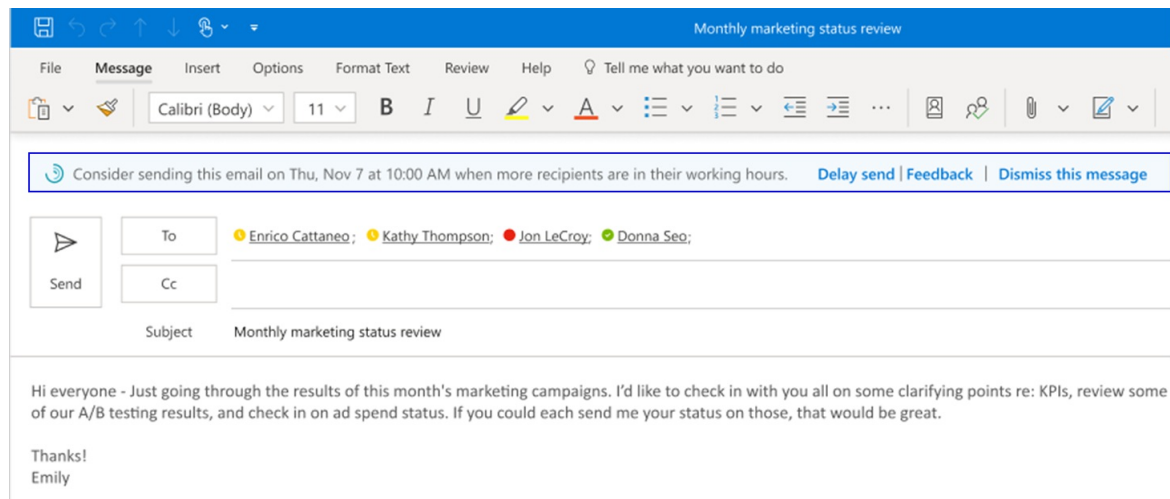 Monthly marketing status review
File Message Insert Options Format Text Review Help Tell me what you want to do
Calibri (Body) 11 B I U A ...
Consider sending this email on Thu, Nov 7 at 10:00 AM when more recipients are in their working hours. Delay send | Feedback | Dismiss this message
To Enrico Cattaneo; Kathy Thompson; Jon LeCroy; Donna Seo;
Send Cc
Subject Monthly marketing status review
Hi everyone - Just going through the results of this month's marketing campaigns. I'd like to check in with you all on some clarifying points re: KPIs, review some
of our A/B testing results, and check in on ad spend status. If you could each send me your status on those, that would be great.
Thanks!
Emily